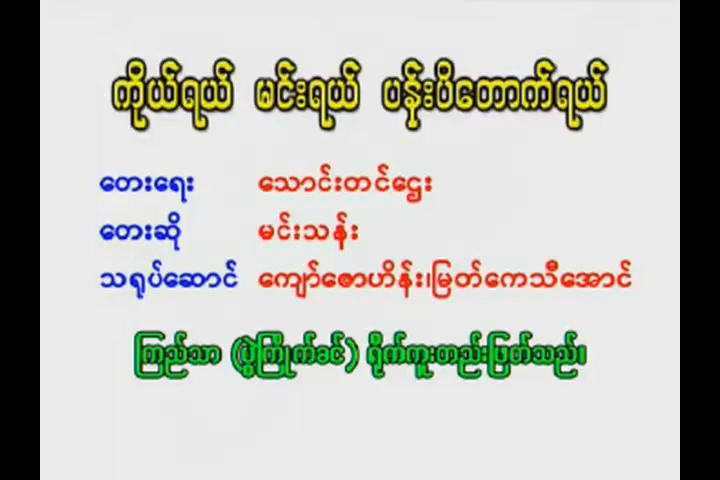 ကိုယ်ရယ် မင်းရယ် ပန်းပိတောက်ရယ်
တေးရေး သောင်းတင်ဌေး
တေးဆို မင်းသန်း
သရုပ်ဆောင် ကျော်ဇောဟိန်း၊မြတ်ကေသီအောင်
ကြည်သာ (ပွဲကြိုက်ခင်) ရိုက်ကူးတည်းဖြတ်သည်။